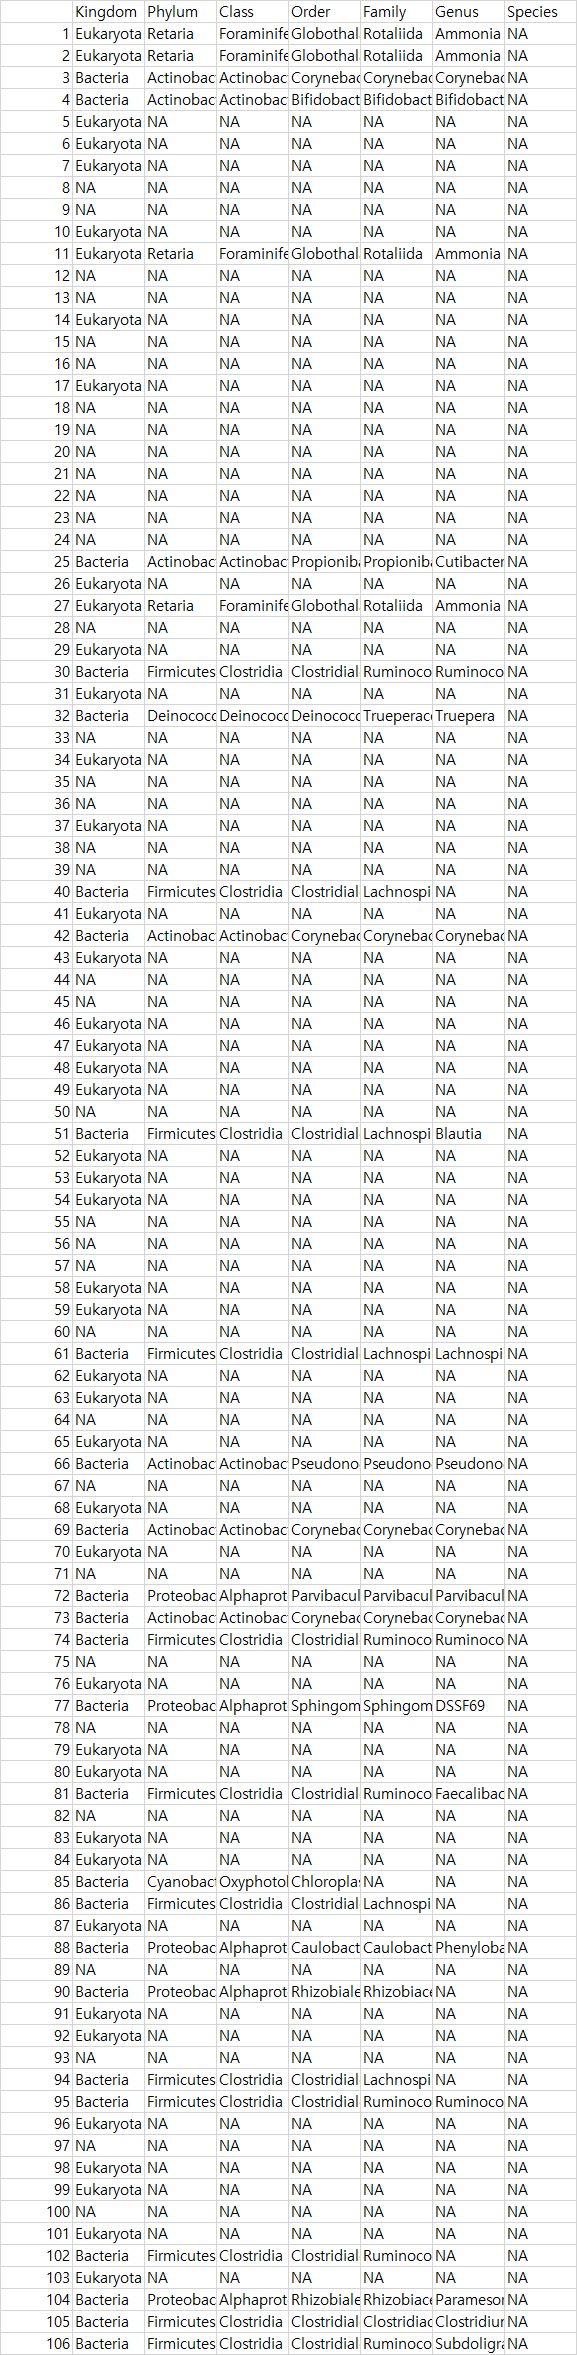 Kingdom Phylum Class Order Family Genus Species
1 Eukaryota Retaria Foraminife Globothal Rotaliida Ammonia NA
2 Eukaryota Retaria Foraminife Globothal Rotaliida Ammonia NA
3 Bacteria Actinobac Actinobac Corynebac Corynebac Corynebac NA
4 Bacteria Actinobac Actinobac Bifidobact Bifidobact Bifidobact NA
5 Eukaryota NA NA NA NA NA NA
6 Eukaryota NA NA NA NA NA NA
7 Eukaryota NA NA NA NA NA NA
8 NA NA NA NA NA NA NA
9 NA NA NA NA NA NA NA
10 Eukaryota NA NA NA NA NA NA
11 Eukaryota Retaria Foraminife Globothal Rotaliida Ammonia NA
12 NA NA NA NA NA NA NA
13 NA NA NA NA NA NA NA
14 Eukaryota NA NA NA NA NA NA
15 NA NA NA NA NA NA NA
16 NA NA NA NA NA NA NA
17 Eukaryota NA NA NA NA NA NA
18 NA NA NA NA NA NA NA
19 NA NA NA NA NA NA NA
20 NA NA NA NA NA NA NA
21 NA NA NA NA NA NA NA
22 NA NA NA NA NA NA NA
23 NA NA NA NA NA NA NA
24 NA NA NA NA NA NA NA
25 Bacteria Actinobac Actinobac Propioniba Propioniba Cutibacter NA
26 Eukaryota NA NA NA NA NA NA
27 Eukaryota Retaria Foraminife Globothal Rotaliida Ammonia NA
28 NA NA NA NA NA NA NA
29 Eukaryota NA NA NA NA NA NA
30 Bacteria Firmicutes Clostridia Clostridial Ruminoco Ruminoco NA
31 Eukaryota NA NA NA NA NA NA
32 Bacteria Deinococc Deinococc Deinococc Trueperac Truepera NA
33 NA NA NA NA NA NA NA
34 Eukaryota NA NA NA NA NA NA
35 NA NA NA NA NA NA NA
36 NA NA NA NA NA NA NA
37 Eukaryota NA NA NA NA NA NA
38 NA NA NA NA NA NA NA
39 NA NA NA NA NA NA NA
40 Bacteria Firmicutes Clostridia Clostridial Lachnospi NA NA
41 Eukaryota NA NA NA NA NA NA
42 Bacteria Actinobac Actinobac Corynebac Corynebac Corynebac NA
43 Eukaryota NA NA NA NA NA NA
44 NA NA NA NA NA NA NA
45 NA NA NA NA NA NA NA
46 Eukaryota NA NA NA NA NA NA
47 Eukaryota NA NA NA NA NA NA
48 Eukaryota NA NA NA NA NA NA
49 Eukaryota NA NA NA NA NA NA
50 NA NA NA NA NA NA NA
51 Bacteria Firmicutes Clostridia Clostridial Lachnospi Blautia NA
52 Eukaryota NA NA NA NA NA NA
53 Eukaryota NA NA NA NA NA NA
54 Eukaryota NA NA NA NA NA NA
55 NA NA NA NA NA NA NA
56 NA NA NA NA NA NA NA
57 NA NA NA NA NA NA NA
58 Eukaryota NA NA NA NA NA NA
59 Eukaryota NA NA NA NA NA NA
60 NA NA NA NA NA NA NA
61 Bacteria Firmicutes Clostridia Clostridial Lachnospi Lachnospi NA
62 Eukaryota NA NA NA NA NA NA
63 Eukaryota NA NA NA NA NA NA
64 NA NA NA NA NA NA NA
65 Eukaryota NA NA NA NA NA NA
66 Bacteria Actinobac Actinobac Pseudono Pseudono Pseudono NA
67 NA NA NA NA NA NA NA
68 Eukaryota NA NA NA NA NA NA
69 Bacteria Actinobac Actinobac Corynebac Corynebac Corynebac NA
70 Eukaryota NA NA NA NA NA NA
71 NA NA NA NA NA NA NA
72 Bacteria Proteobac Alphaprot Parvibacul Parvibacul Parvibacul NA
73 Bacteria Actinobac Actinobac Corynebac Corynebac Corynebac NA
74 Bacteria Firmicutes Clostridia Clostridial Ruminoco Ruminoco NA
75 NA NA NA NA NA NA NA
76 Eukaryota NA NA NA NA NA NA
77 Bacteria Proteobac Alphaprot Sphingom Sphingom DSSF69 NA
78 NA NA NA NA NA NA NA
79 Eukaryota NA NA NA NA NA NA
80 Eukaryota NA NA NA NA NA NA
81 Bacteria Firmicutes Clostridia Clostridial Ruminoco Faecalibac NA
82 NA NA NA NA NA NA NA
83 Eukaryota NA NA NA NA NA NA
84 Eukaryota NA NA NA NA NA NA
85 Bacteria Cyanobact Oxyphotol Chloroplas NA NA NA
86 Bacteria Firmicutes Clostridia Clostridial Lachnospi NA NA
87 Eukaryota NA NA NA NA NA NA
88 Bacteria Proteobac Alphaprot Caulobact Caulobact Phenyloba NA
89 NA NA NA NA NA NA NA
90 Bacteria Proteobac Alphaprot Rhizobiale Rhizobiace NA NA
91 Eukaryota NA NA NA NA NA NA
92 Eukaryota NA NA NA NA NA NA
93 NA NA NA NA NA NA NA
94 Bacteria Firmicutes Clostridia Clostridial Lachnospi NA NA
95 Bacteria Firmicutes Clostridia Clostridial Ruminoco Ruminoco NA
96 Eukaryota NA NA NA NA NA NA
97 NA NA NA NA NA NA NA
98 Eukaryota NA NA NA NA NA NA
99 Eukaryota NA NA NA NA NA NA
100 NA NA NA NA NA NA NA
101 Eukaryota NA NA NA NA NA NA
102 Bacteria Firmicutes Clostridia Clostridial Ruminoco NA NA
103 Eukaryota NA NA NA NA NA NA
104 Bacteria Proteobac Alphaprot Rhizobiale Rhizobiace Paramesor NA
105 Bacteria Firmicutes Clostridia Clostridial Clostridiac Clostridiur NA
106 Bacteria Firmicutes Clostridia Clostridial Ruminoco Subdoligra NA